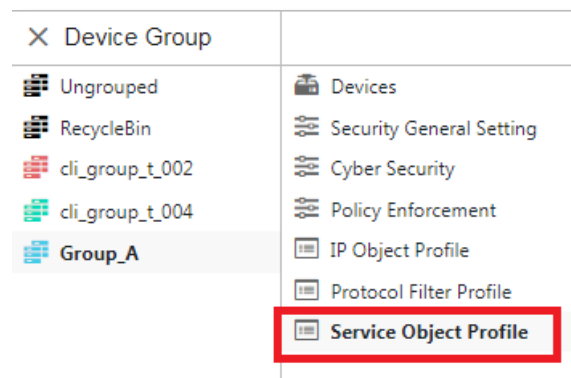 × Device Group
Ungrouped
RecycleBin
cli_group_t_002
cli_group_t_004
Group_A
Devices
Security General Setting
Cyber Security
Policy Enforcement
IP Object Profile
Protocol Filter Profile
Service Object Profile